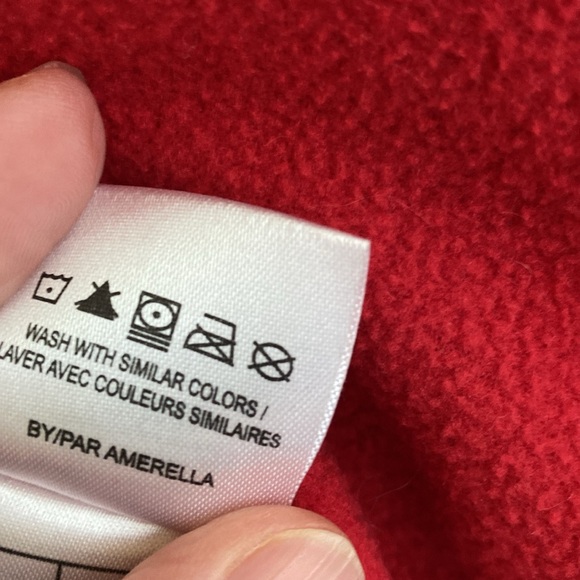 WASH WITH SIMILAR COLORS /
LAVER AVEC COULEURS SIMILAIRES
BY/PAR AMERELLA